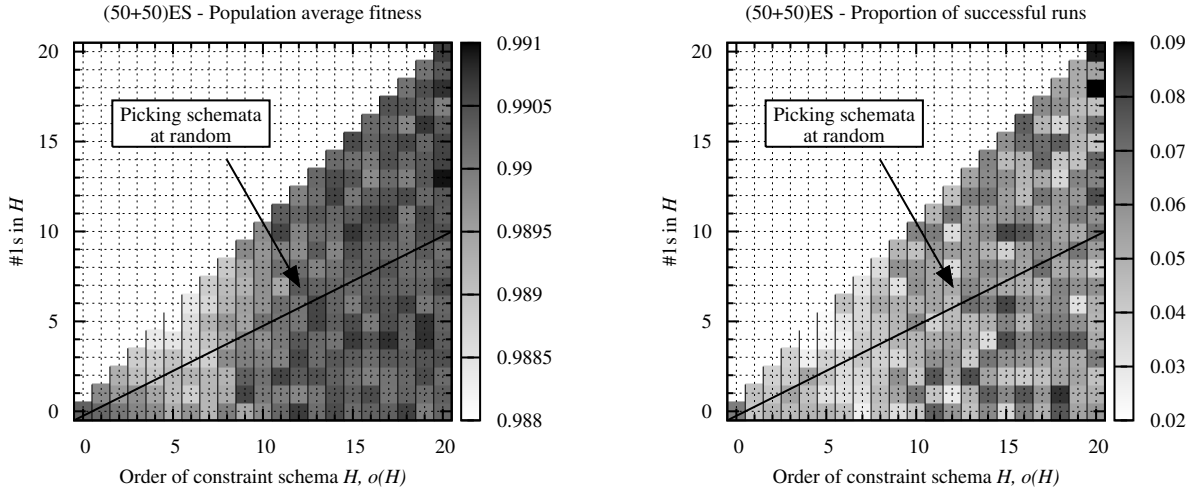 (50+50)ES - Population average fitness
20
15
10
5
0
#1s in H
Picking schemata
at random
0 5 10 15 20
Order of constraint schema H, o(H)
0.991
0.9905
0.99
0.9895
0.989
0.9885
0.988
(50+50)ES - Proportion of successful runs
20
15
10
5
0
#1s in H
Picking schemata
at random
0 5 10 15 20
Order of constraint schema H, o(H)
0.09
0.08
0.07
0.06
0.05
0.04
0.03
0.02